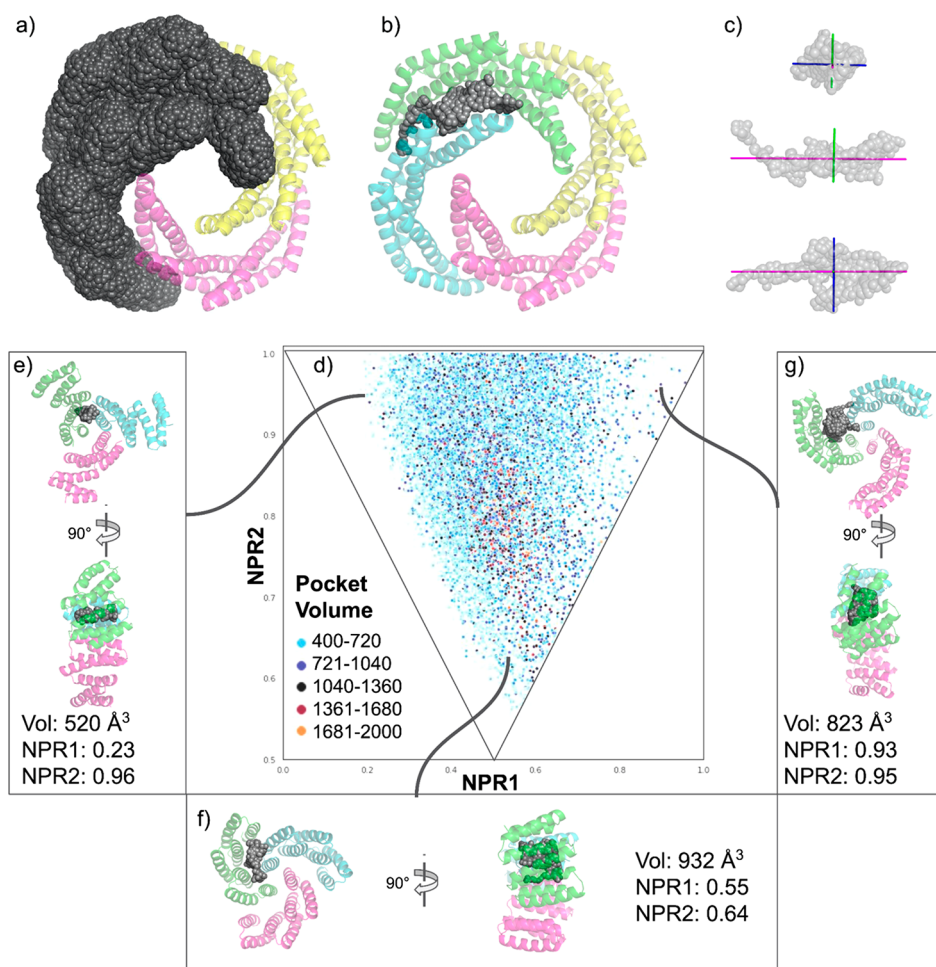 a)
b)
c)
e)
90°
Vol: 520 Å3
NPR1: 0.23
NPR2: 0.96
d)
1.0
0.9
0.8
0.7
0.6
0.5
NPR2
Pocket
Volume
400-720
721-1040
1040-1360
1361-1680
1681-2000
0.0
0.2
0.4
0.6
0.8
1.0
NPR1
g)
90°
Vol: 823 Å3
NPR1: 0.93
NPR2: 0.95
f)
90°
Vol: 932 Å3
NPR1: 0.55
NPR2: 0.64